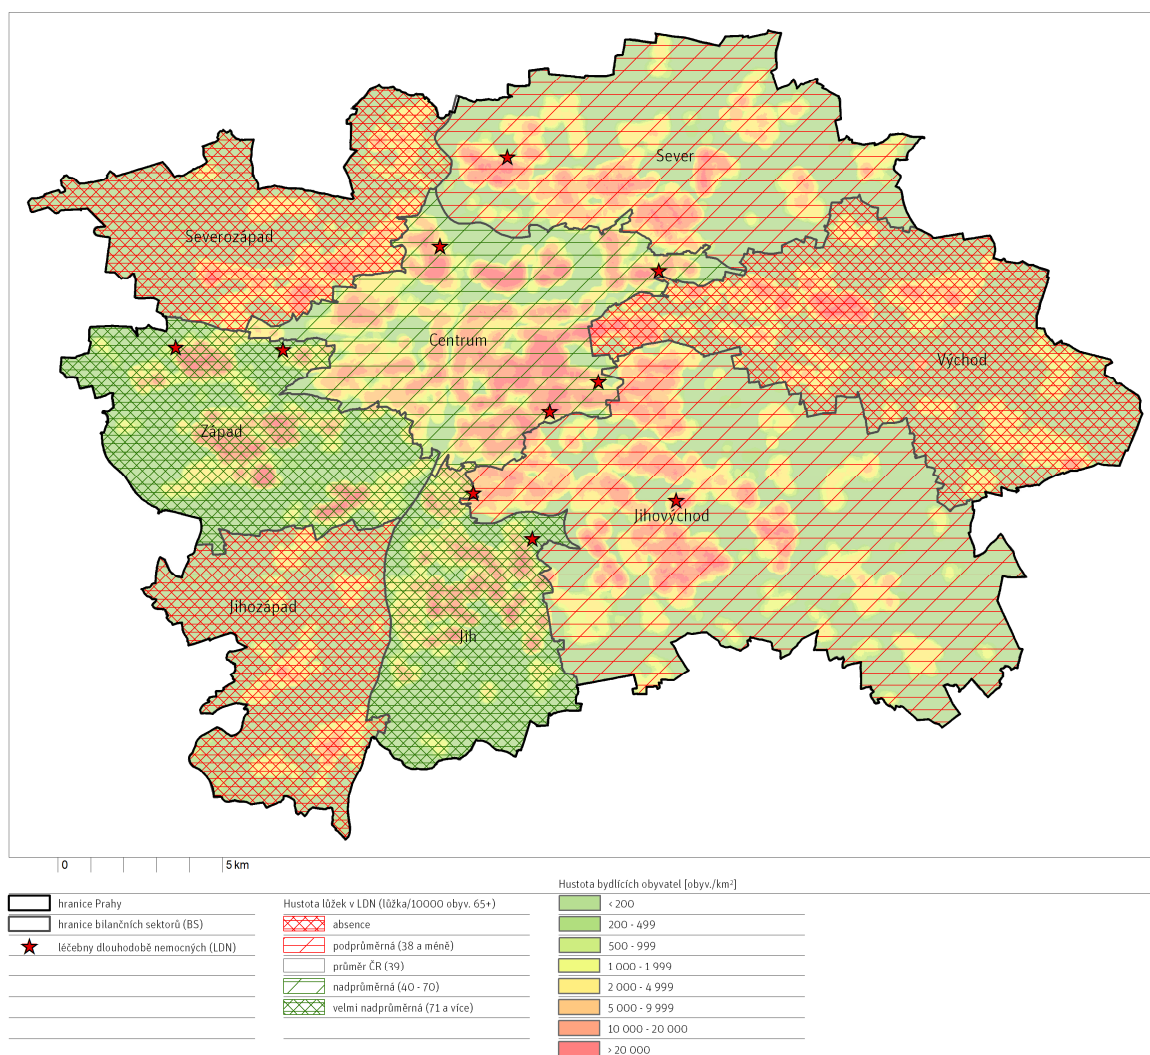 Sever
Severozápad
Centrum
Východ
Západ
Jihovýchod
Jihozápad
Jih
0
5 km
hranice Prahy
hranice bilančních sektorů (BS)
léčebny dlouhodobě nemocných (LDN)
Hustota lůžek v LDN (lůžka/10000 obyv. 65+)
absence
podprůměrná (38 a méně)
průměr ČR (39)
nadprůměrná (40 - 70)
velmi nadprůměrná (71 a více)
Hustota bydlících obyvatel [obyv./km²]
< 200
200 - 499
500 - 999
1 000 - 1 999
2 000 - 4 999
5 000 - 9 999
10 000 - 20 000
> 20 000